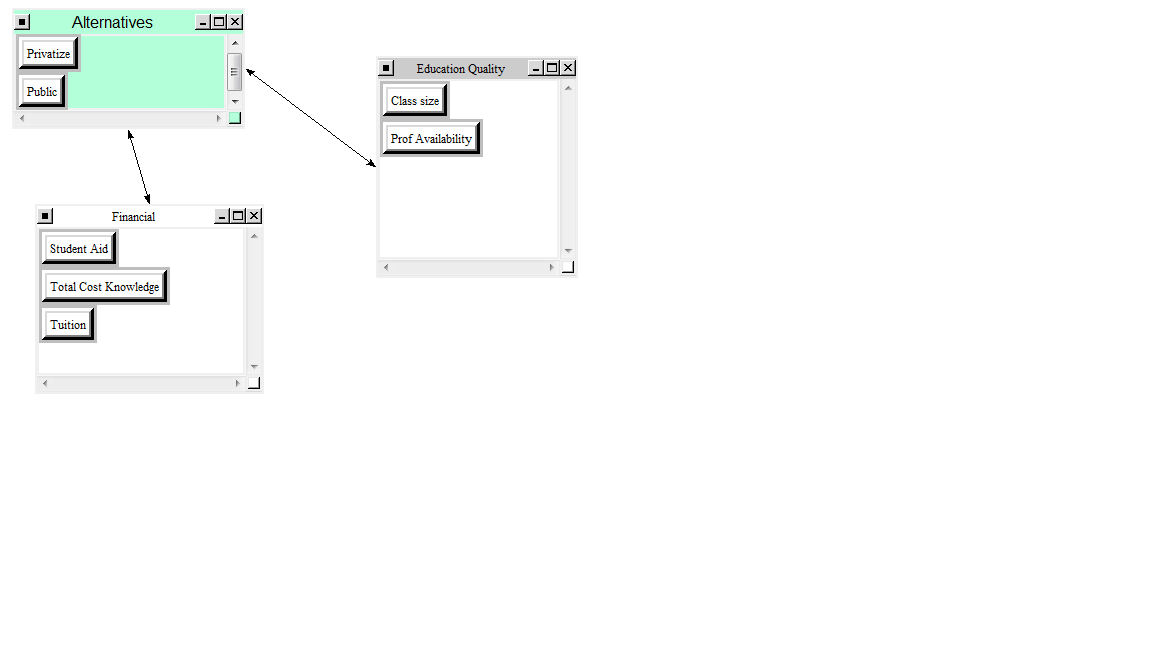 Alternatives
Privatize
Public
Education Quality
Class size
Prof Availability
Financial
Student Aid
Total Cost Knowledge
Tuition